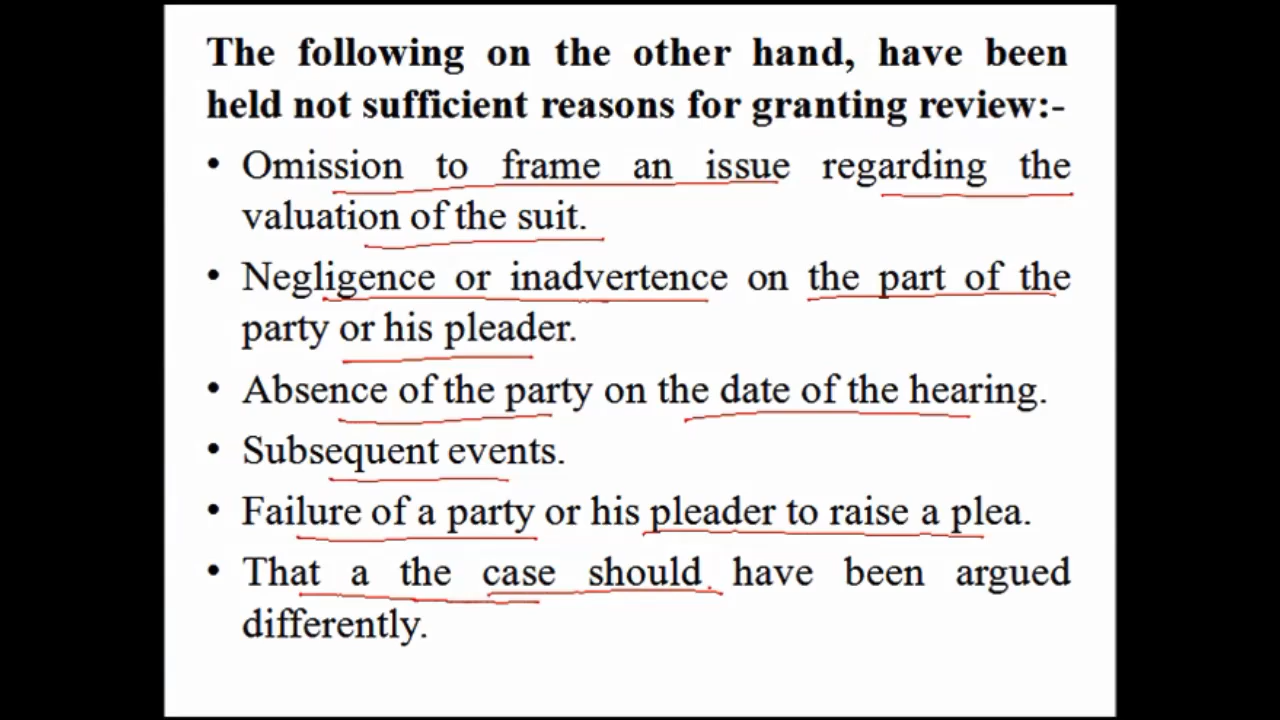 The following on the other hand, have been
held not sufficient reasons for granting review:-
• Omission to frame an issue regarding the
valuation of the suit.
• Negligence or inadvertence on the part of the
party or his pleader.
• Absence of the party on the date of the hearing.
• Subsequent events.
• Failure of a party or his pleader to raise a plea.
• That a the case should have been argued
differently.